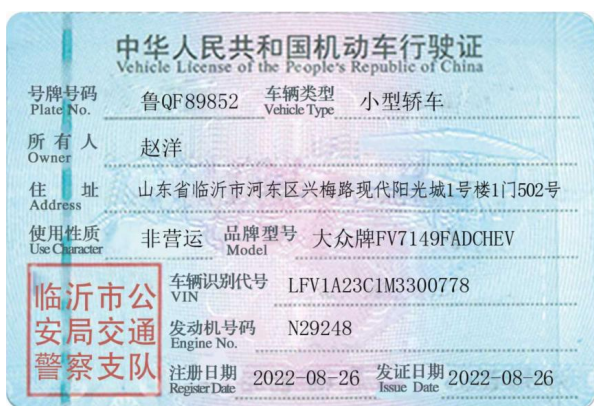 中华人民共和国机动车行驶证
Vehicle License of the People's Republic of China
号牌号码 鲁QF89852 车辆类型 小型轿车
Plate No. Vehicle Type
所有人 赵洋
Owner
住址 山东省临沂市河东区兴梅路现代阳光城1号楼1门502号
Address
使用性质 非营运 品牌型号 大众牌FV7149FADCHEV
Use Character Model
临沂市公
安局交通
警察支队
车辆识别代号 LFV1A23C1M3300778
VIN
发动机号码 N29248
Engine No.
注册日期 2022-08-26 发证日期 2022-08-26
Register Date Issue Date